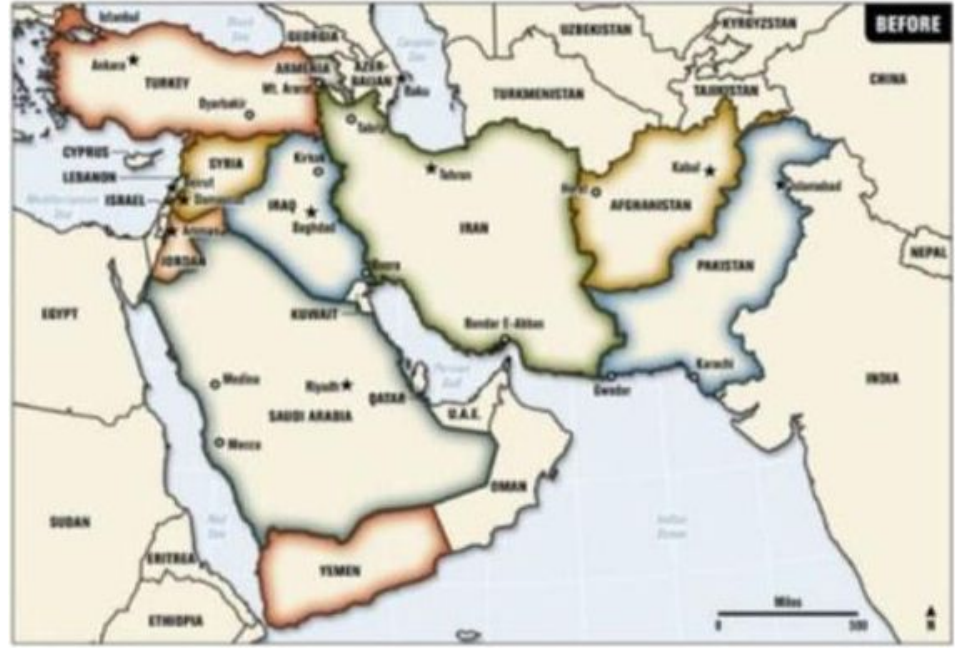 BEFORE
Istanbul
Black
Sea
GEORGIA
UZBEKISTAN
KYRGYZSTAN
Caspian
Sea
Ankara
TURKEY
ARMENIA
AZER-
BAIJAN
Mt. Ararat
Baku
TURKMENISTAN
TAJIKISTAN
CHINA
Dyarbakir
Tabriz
CYPRUS
SYRIA
Kirkuk
Tehran
Kabul
LEBANON
Beirut
Herat
Islamabad
Mediterranean
Sea
ISRAEL
Damascus
IRAQ
AFGHANISTAN
Amman
Baghdad
IRAN
JORDAN
Basra
PAKISTAN
NEPAL
EGYPT
KUWAIT
Bandar E-Abbas
Persian
Gulf
Karachi
Medina
Riyadh
QATAR
Gwadar
INDIA
SAUDI ARABIA
U.A.E.
Mecca
OMAN
SUDAN
Red
Sea
Indian
Ocean
ERITREA
YEMEN
Miles
0
500
N
ETHIOPIA